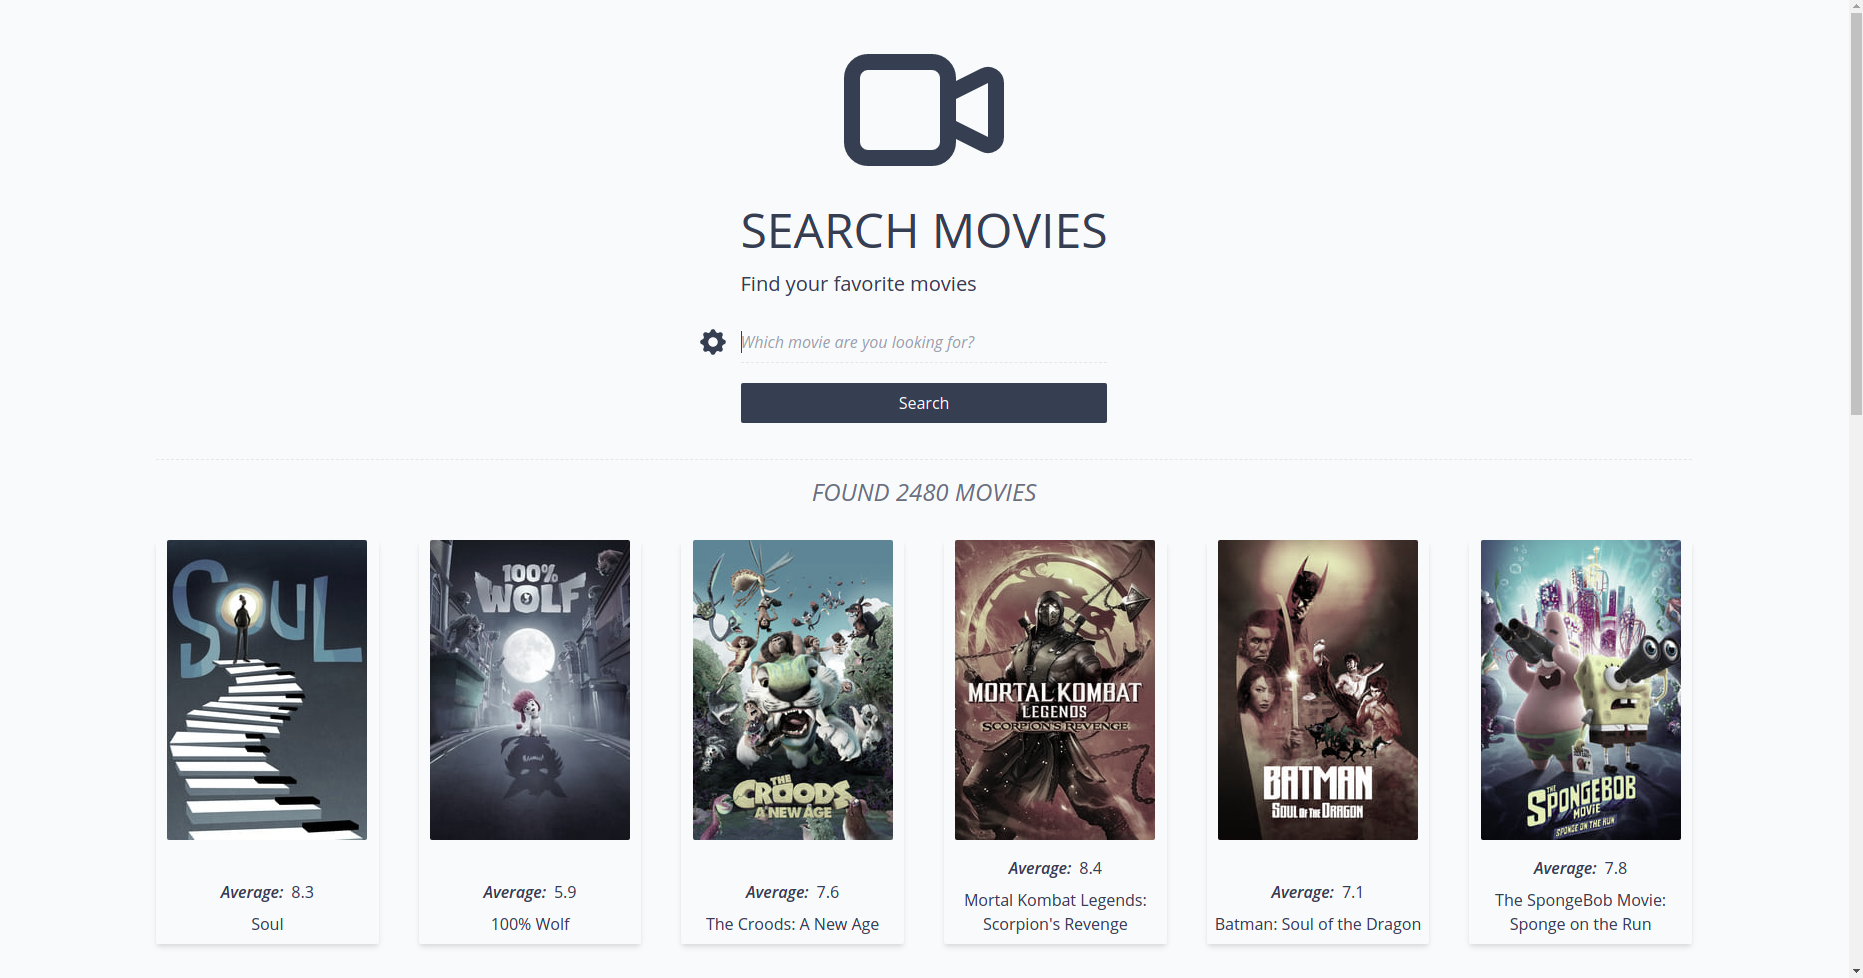 SEARCH MOVIES
Find your favorite movies
Which movie are you looking for?
Search
FOUND 2480 MOVIES
SOUL
100%
WOLF
THE
CROODS
A NEW AGE
MORTAL KOMBAT
LEGENDS
SCORPION'S REVENGE
BATMAN
SOUL OF THE DRAGON
THE
SPONGEBOB
MOVIE
SPONGE ON THE RUN
Average: 8.3
Soul
Average: 5.9
100% Wolf
Average: 7.6
The Croods: A New Age
Average: 8.4
Mortal Kombat Legends:
Scorpion's Revenge
Average: 7.1
Batman: Soul of the Dragon
Average: 7.8
The SpongeBob Movie:
Sponge on the Run